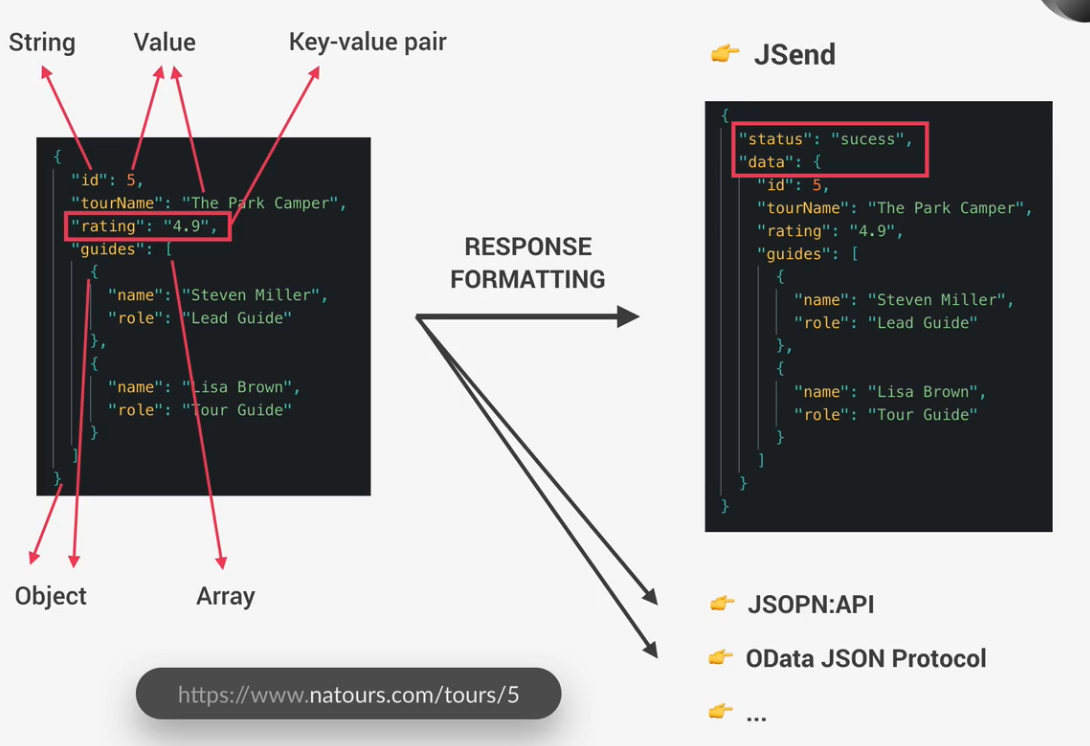 String
Value
Key-value pair
{
"id": 5,
"tourName": "The Park Camper",
"rating": "4.9",
"guides": [
{
"name": "Steven Miller",
"role": "Lead Guide"
},
{
"name": "Lisa Brown",
"role": "Tour Guide"
}
]
}
Object
Array
https://www.natours.com/tours/5
RESPONSE
FORMATTING
👉 JSend
{
"status": "sucess",
"data": {
"id": 5,
"tourName": "The Park Camper",
"rating": "4.9",
"guides": [
{
"name": "Steven Miller",
"role": "Lead Guide"
},
{
"name": "Lisa Brown",
"role": "Tour Guide"
}
]
}
}
👉 JSOPN:API
👉 OData JSON Protocol
👉 ...